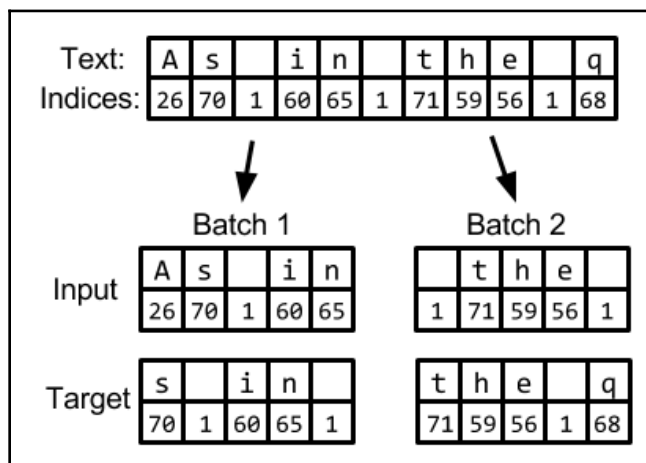 Text: A s i n t h e q
Indices: 26 70 1 60 65 1 71 59 56 1 68
Batch 1 Batch 2
Input A s i n t h e
26 70 1 60 65 1 71 59 56 1
Target s i n t h e q
70 1 60 65 1 71 59 56 1 68